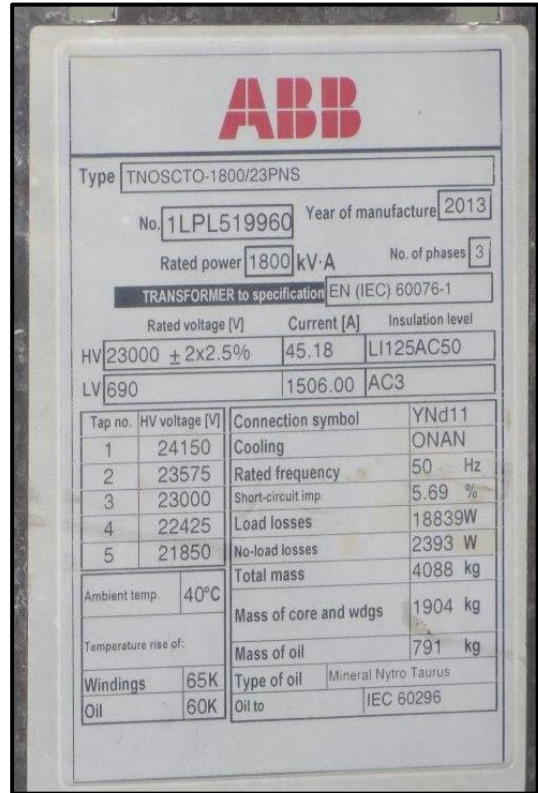 ABB
Type TNOSCTO-1800/23PNS
No. 1LPL519960 Year of manufacture 2013
Rated power 1800 kV·A No. of phases 3
TRANSFORMER to specification EN (IEC) 60076-1
Rated voltage [V] Current [A] Insulation level
HV 23000 ± 2x2.5% 45.18 LI125AC50
LV 690 1506.00 AC3
Tap no. HV voltage [V]
1 24150
2 23575
3 23000
4 22425
5 21850
Ambient temp. 40°C
Temperature rise of:
Windings 65K
Oil 60K
Connection symbol YNd11
Cooling ONAN
Rated frequency 50 Hz
Short-circuit imp. 5.69 %
Load losses 18839W
No-load losses 2393 W
Total mass 4088 kg
Mass of core and wdgs 1904 kg
Mass of oil 791 kg
Type of oil Mineral Nytro Taurus
Oil to IEC 60296